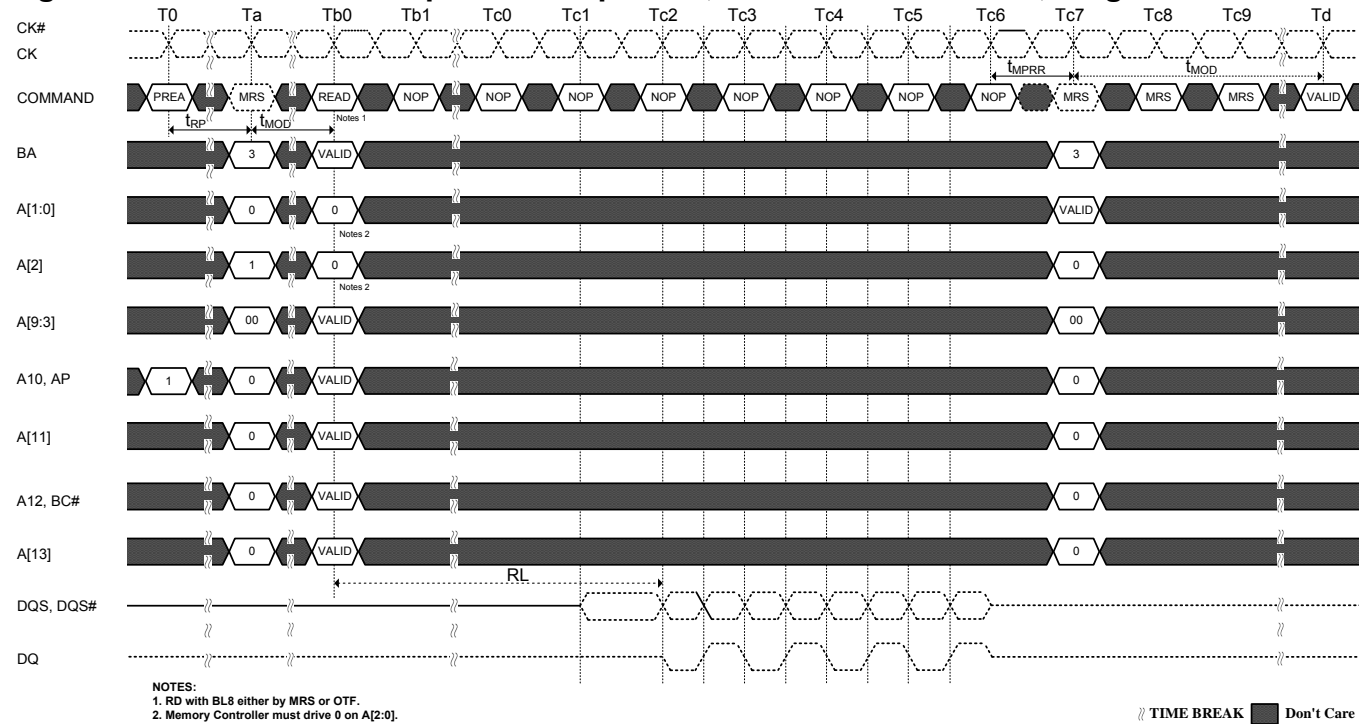 T0 Ta Tb0 Tb1 Tc0 Tc1 Tc2 Tc3 Tc4 Tc5 Tc6 Tc7 Tc8 Tc9 Td
CK#
CK
tMPRR tMOD
COMMAND PREA MRS READ NOP NOP NOP NOP NOP NOP NOP NOP MRS MRS MRS VALID
Notes 1
tRP tMOD
BA 3 VALID 3
A[1:0] 0 0 VALID
Notes 2
A[2] 1 0 0
Notes 2
A[9:3] 00 VALID 00
A10, AP 1 0 VALID 0
A[11] 0 VALID 0
A12, BC# 0 VALID 0
A[13] 0 VALID 0
RL
DQS, DQS#
DQ
NOTES:
1. RD with BL8 either by MRS or OTF.
2. Memory Controller must drive 0 on A[2:0].
TIME BREAK Don't Care